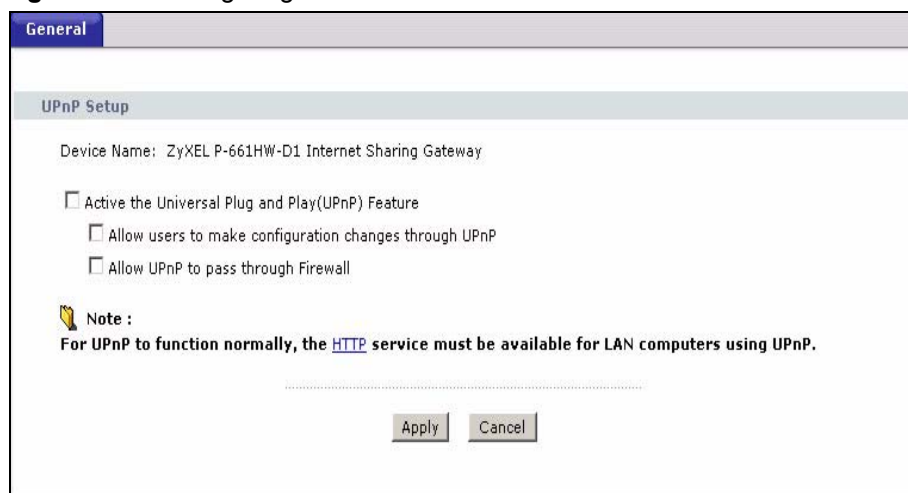 General
UPnP Setup
Device Name: ZyXEL P-661HW-D1 Internet Sharing Gateway
Active the Universal Plug and Play(UPnP) Feature
Allow users to make configuration changes through UPnP
Allow UPnP to pass through Firewall
Note :
For UPnP to function normally, the HTTP service must be available for LAN computers using UPnP.
Apply Cancel